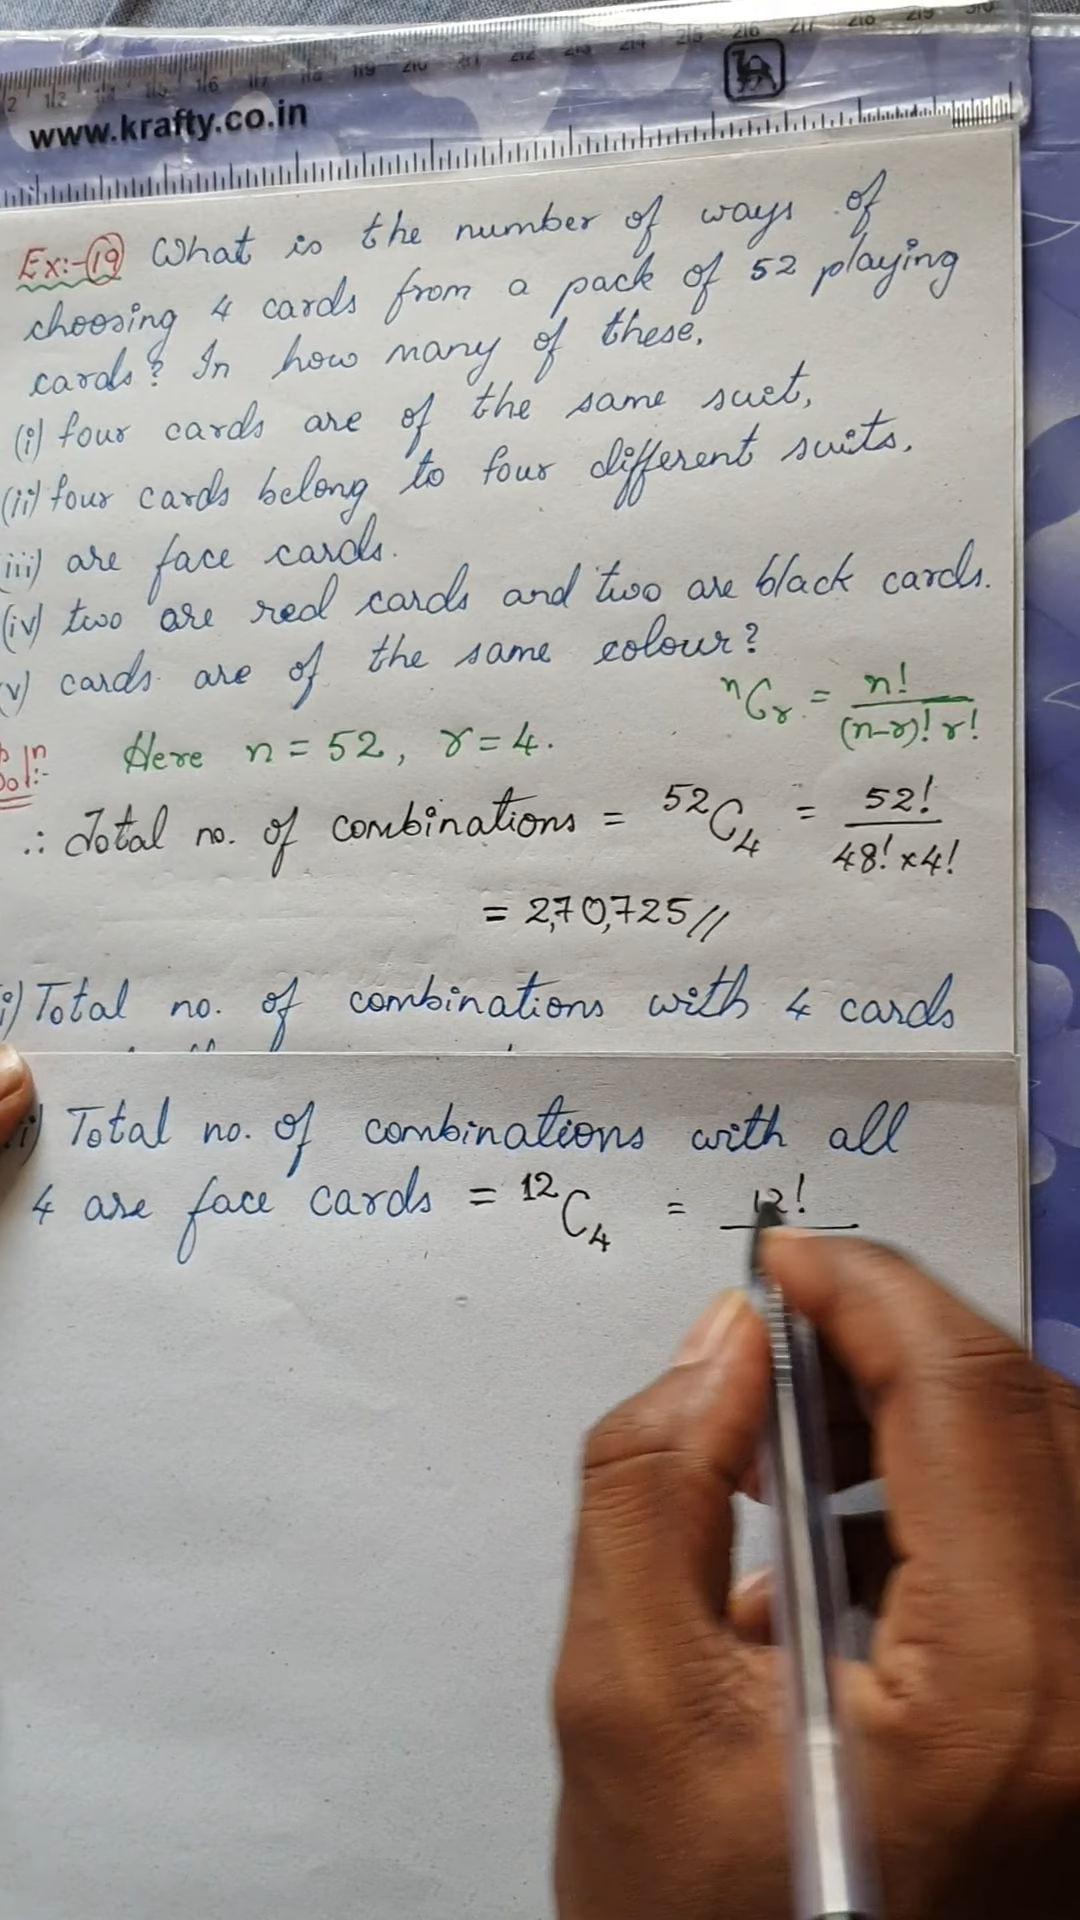 www.krafty.co.in
Ex:-19 What is the number of ways of
choosing 4 cards from a pack of 52 playing
cards? In how many of these,
(i) four cards are of the same suit,
(ii) four cards belong to four different suits,
iii) are face cards.
(iv) two are red cards and two are black cards.
v) cards are of the same colour?
nCr = n! / (n-r)! r!
Here n = 52, r = 4.
∴ Total no. of combinations = 52C4 = 52! / 48! × 4!
= 2,70,725//
i) Total no. of combinations with 4 cards
i) Total no. of combinations with all
4 are face cards = 12C4 = 12!